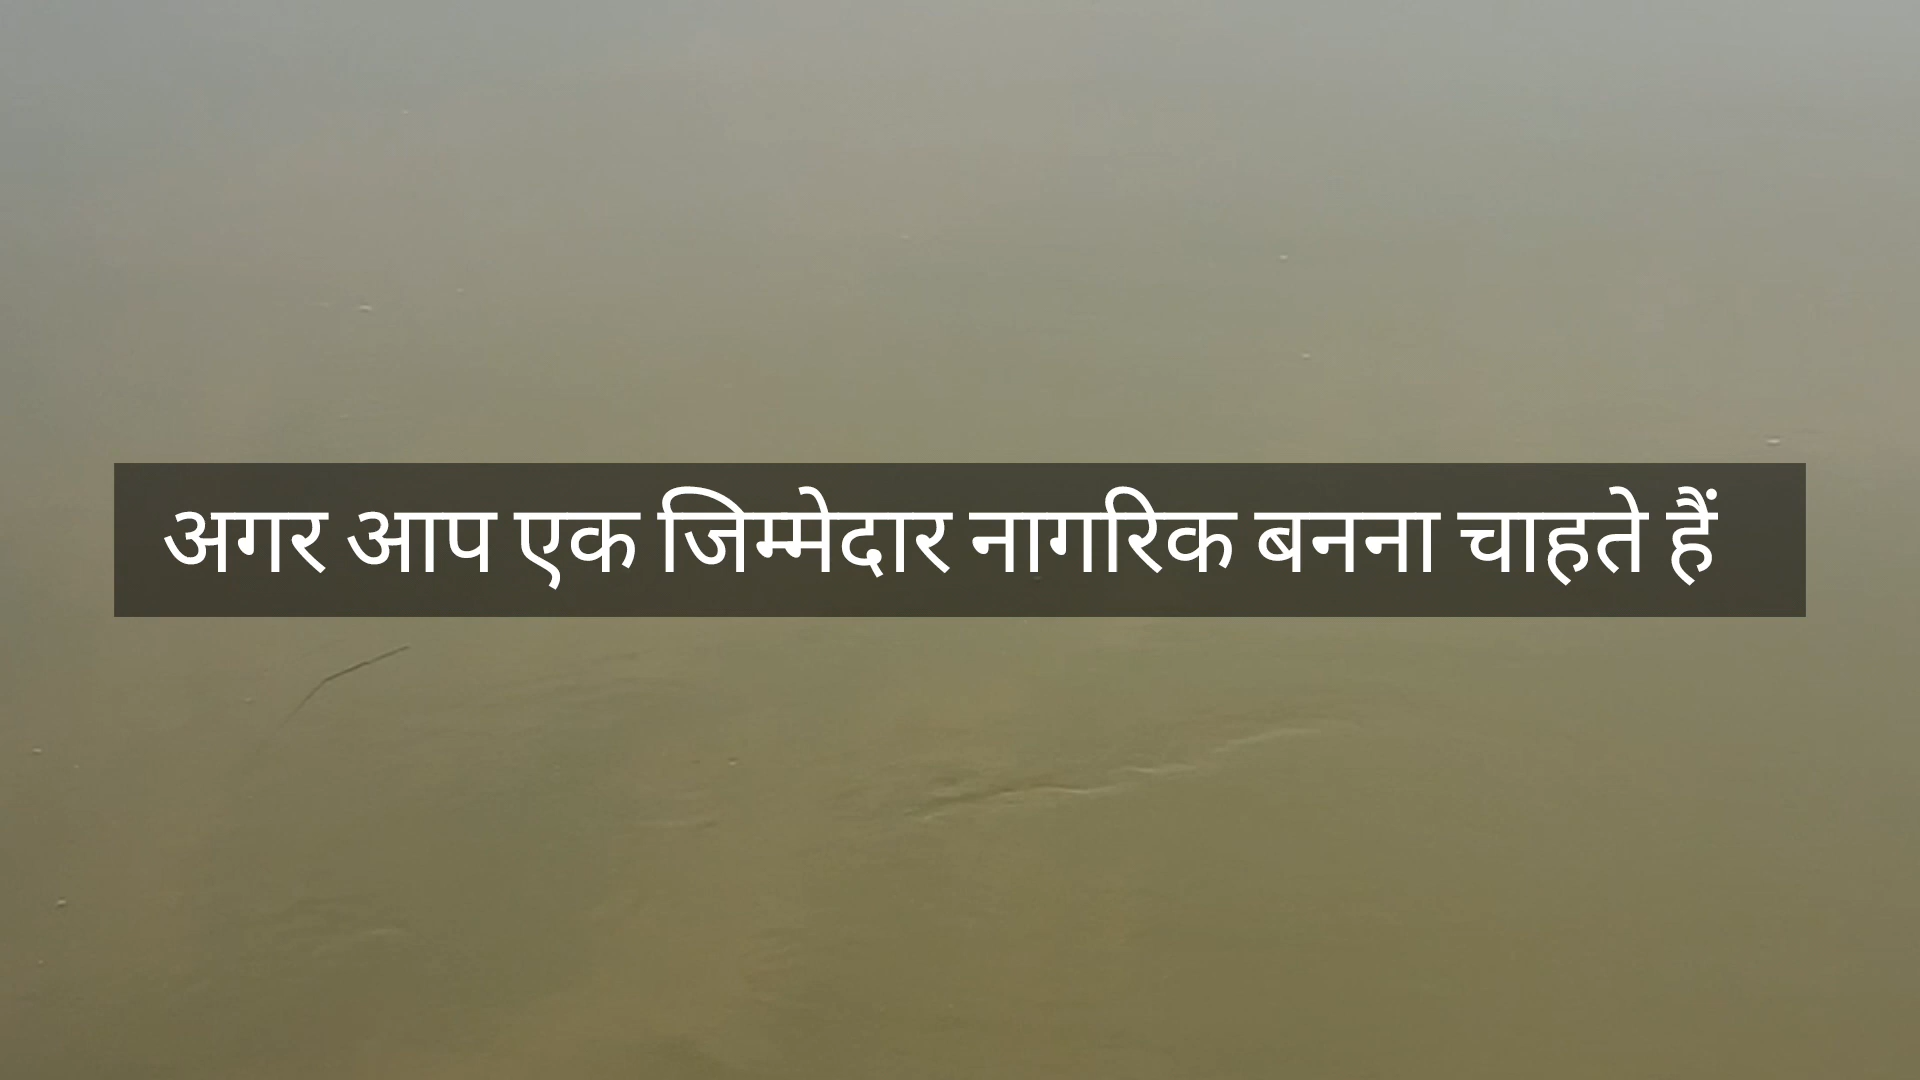 अगर आप एक जिम्मेदार नागरिक बनना चाहते हैं